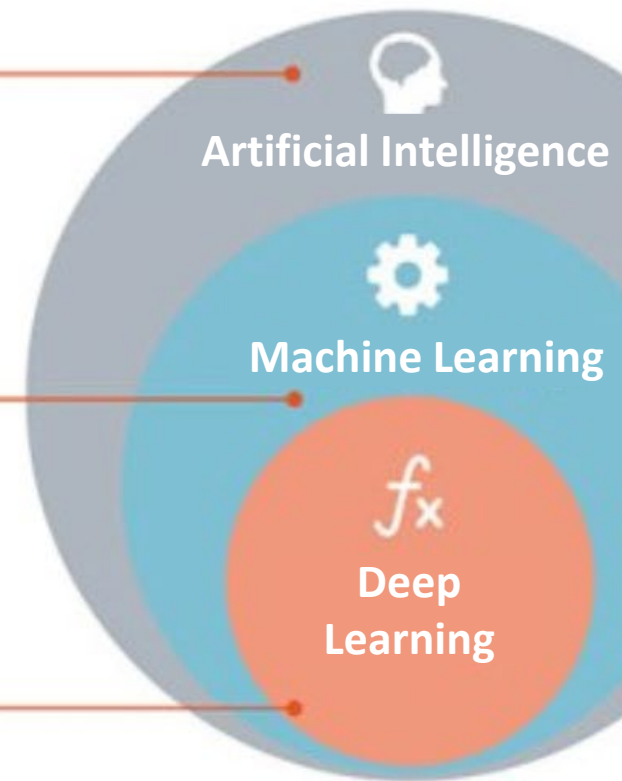 Artificial Intelligence
Machine Learning
fx
Deep
Learning